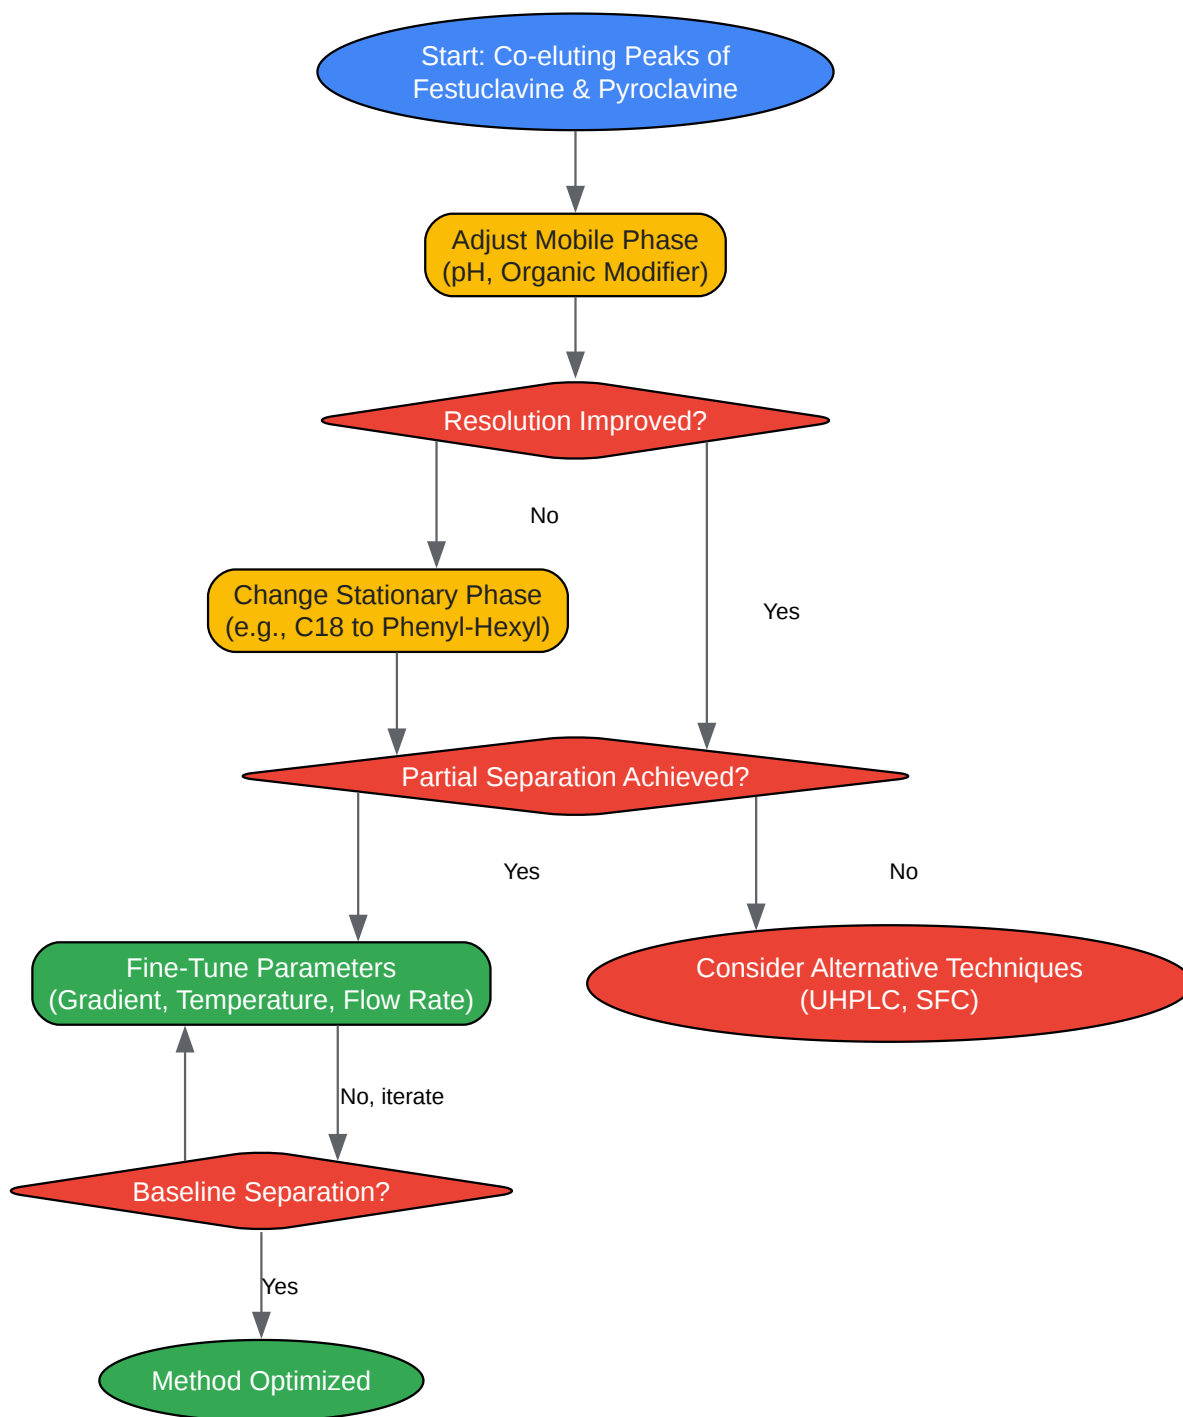 Start: Co-eluting Peaks of
Festuclavine & Pyroclavine
Adjust Mobile Phase
(pH, Organic Modifier)
Resolution Improved?
No
Change Stationary Phase
(e.g., C18 to Phenyl-Hexyl)
Yes
Partial Separation Achieved?
Yes
No
Fine-Tune Parameters
(Gradient, Temperature, Flow Rate)
Consider Alternative Techniques
(UHPLC, SFC)
No, iterate
Baseline Separation?
Yes
Method Optimized